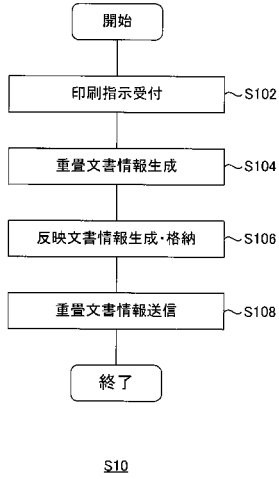 開始
印刷指示受付 S102
重畳文書情報生成 S104
反映文書情報生成・格納 S106
重畳文書情報送信 S108
終了
S10